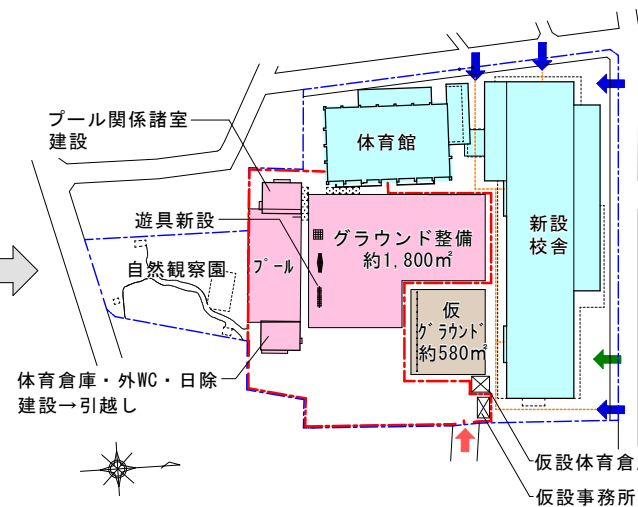 プール関係諸室
建設
体育館
遊具新設
グラウンド整備
約1,800㎡
新設
校舎
プール
自然観察園
仮
グラウンド
約580㎡
体育倉庫・外WC・日除
建設→引越し
仮設体育倉
仮設事務所